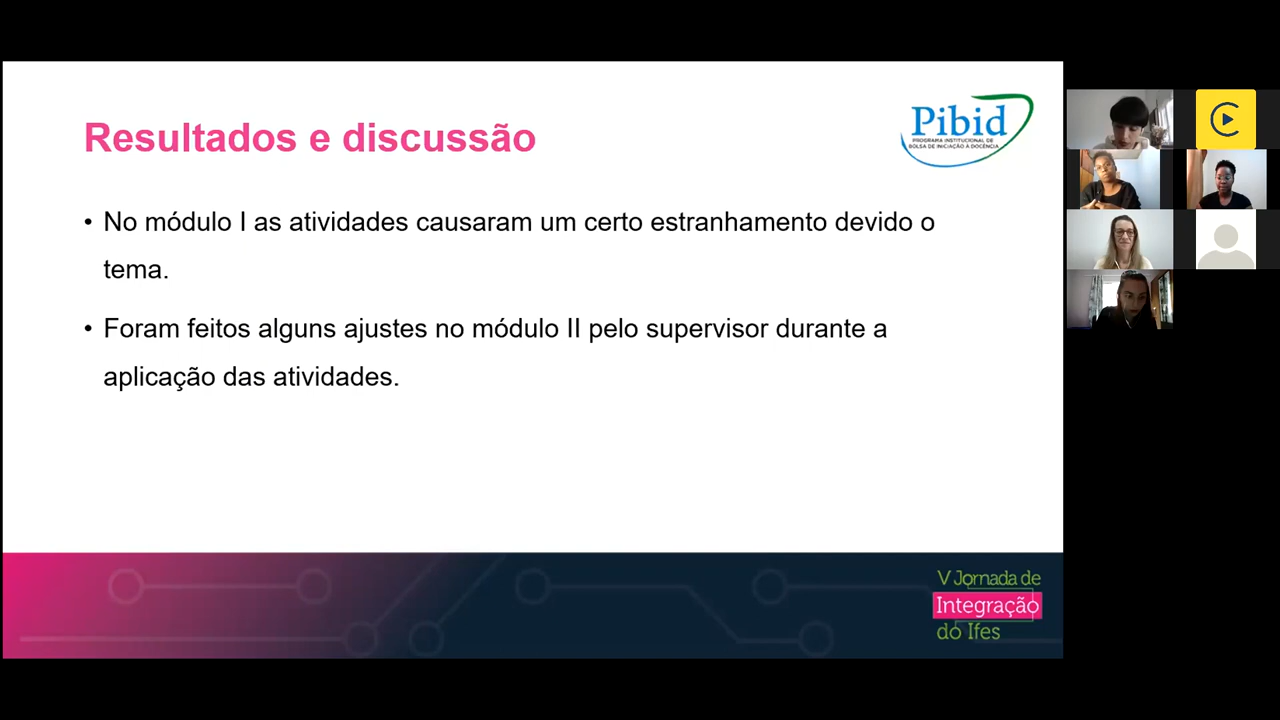 Resultados e discussão
Pibid
PROGRAMA INSTITUCIONAL DE
BOLSA DE INICIAÇÃO À DOCÊNCIA
• No módulo I as atividades causaram um certo estranhamento devido o
tema.
• Foram feitos alguns ajustes no módulo II pelo supervisor durante a
aplicação das atividades.
V Jornada de
Integração
do Ifes